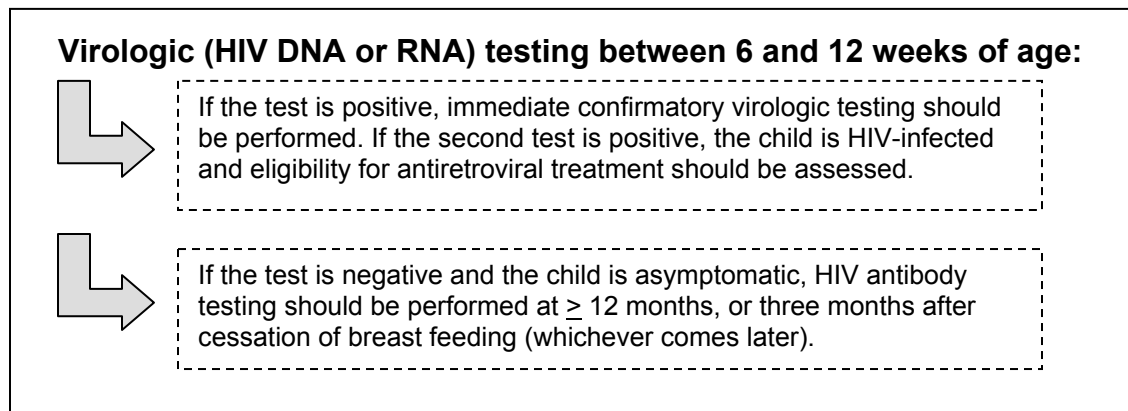 Virologic (HIV DNA or RNA) testing between 6 and 12 weeks of age:
If the test is positive, immediate confirmatory virologic testing should
be performed. If the second test is positive, the child is HIV-infected
and eligibility for antiretroviral treatment should be assessed.
If the test is negative and the child is asymptomatic, HIV antibody
testing should be performed at ≥ 12 months, or three months after
cessation of breast feeding (whichever comes later).